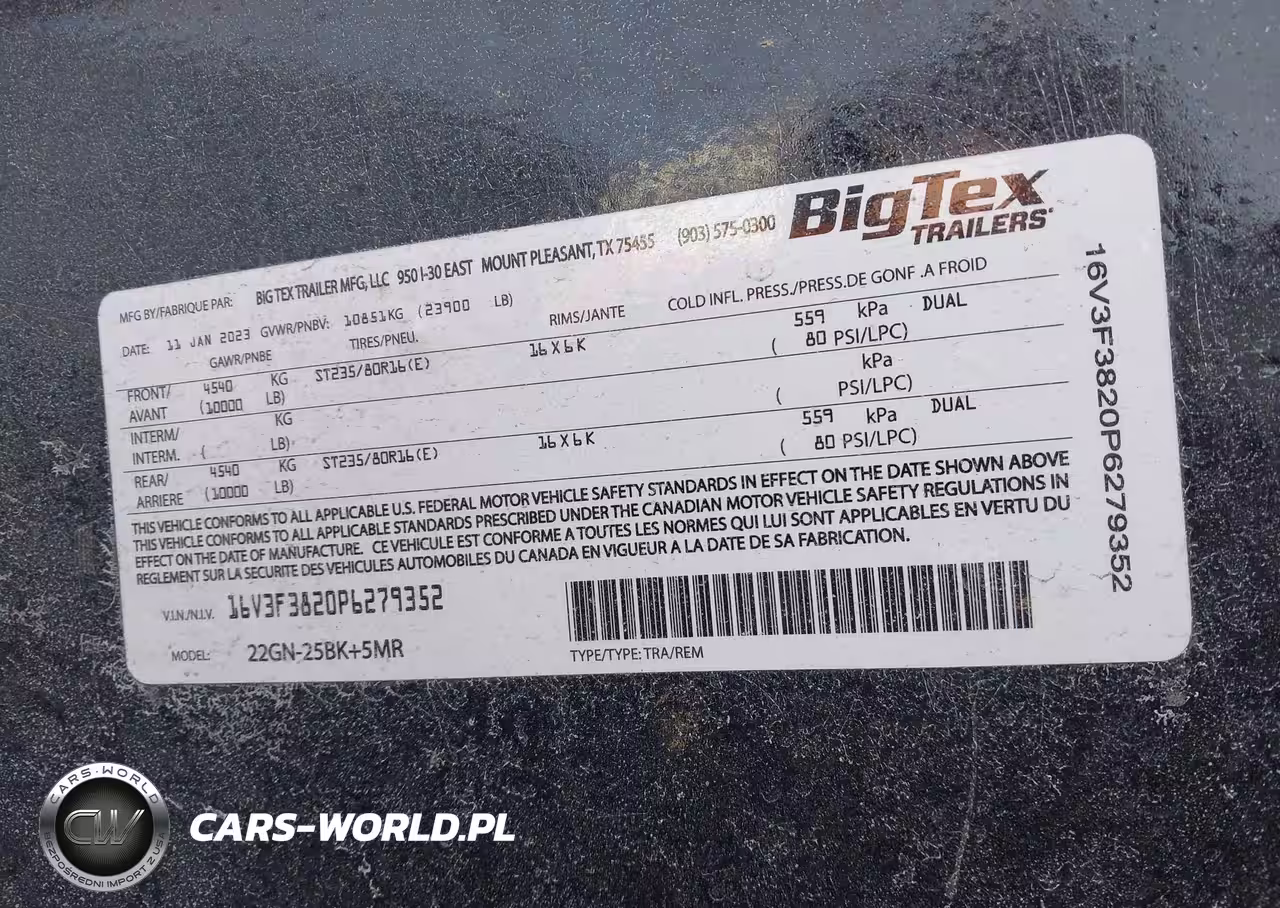 BigTex
TRAILERS
MFG BY/FABRIQUE PAR: BIG TEX TRAILER MFG, LLC 950 I-30 EAST MOUNT PLEASANT, TX 75455 (903) 575-0300
DATE: 11 JAN 2023 GVWR/PNBV: 10851KG (23900 LB)
GAWR/PNBE TIRES/PNEU. RIMS/JANTE COLD INFL. PRESS./PRESS.DE GONF .A FROID
FRONT/ 4540 KG ST235/80R16(E) 16X6K 559 kPa DUAL
AVANT (10000 LB) ( 80 PSI/LPC)
INTERM/ KG kPa
INTERM. ( LB) ( PSI/LPC)
REAR/ 4540 KG ST235/80R16(E) 16X6K 559 kPa DUAL
ARRIERE (10000 LB) ( 80 PSI/LPC)
THIS VEHICLE CONFORMS TO ALL APPLICABLE U.S. FEDERAL MOTOR VEHICLE SAFETY STANDARDS IN EFFECT ON THE DATE SHOWN ABOVE
THIS VEHICLE CONFORMS TO ALL APPLICABLE STANDARDS PRESCRIBED UNDER THE CANADIAN MOTOR VEHICLE SAFETY REGULATIONS IN
EFFECT ON THE DATE OF MANUFACTURE. CE VEHICULE EST CONFORME A TOUTES LES NORMES QUI LUI SONT APPLICABLES EN VERTU DU
REGLEMENT SUR LA SECURITE DES VEHICULES AUTOMOBILES DU CANADA EN VIGUEUR A LA DATE DE SA FABRICATION.
V.I.N./N.I.V. 16V3F3820P6279352
MODEL: 22GN-25BK+5MR
TYPE/TYPE: TRA/REM
16V3F3820P6279352
CARS-WORLD
CW
BEZPOŚREDNI IMPORT Z USA
CARS-WORLD.PL